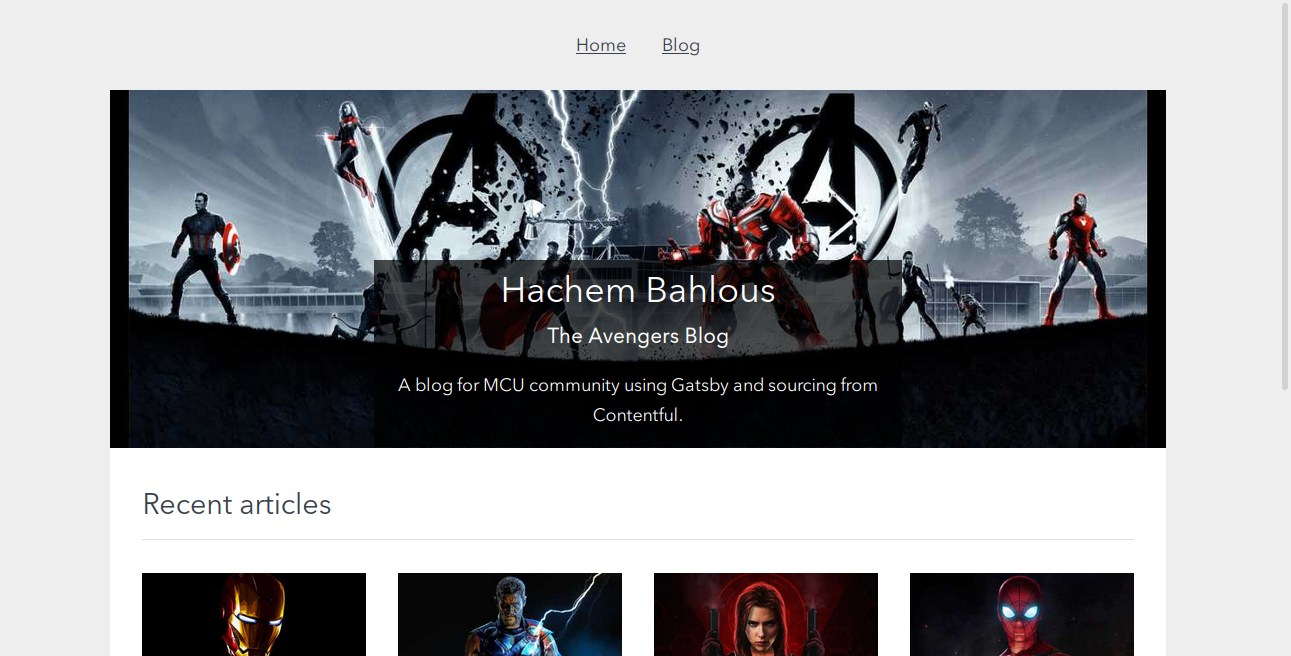 Home Blog
Hachem Bahlous
The Avengers Blog
A blog for MCU community using Gatsby and sourcing from
Contentful.
Recent articles